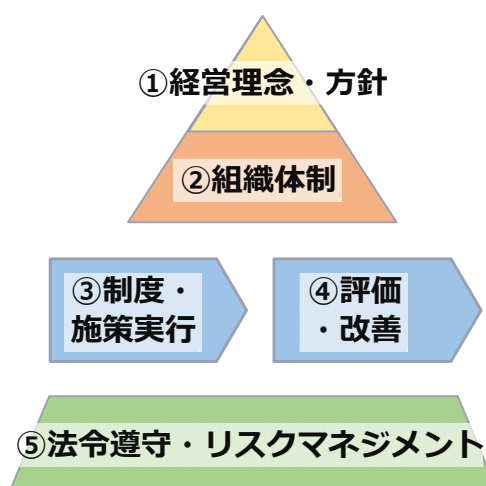 ①経営理念・方針
②組織体制
③制度・
施策実行
④評価
・改善
⑤法令遵守・リスクマネジメント